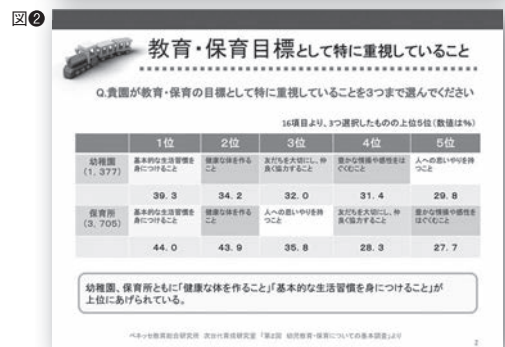 図❷
教育・保育目標として特に重視していること
Q.貴園が教育・保育の目標として特に重視していることを3つまで選んでください
16項目より、3つ選択したものの上位5位(数値は%)
1位 2位 3位 4位 5位
幼稚園 基本的な生活習慣を 健康な体を作る 友だちを大切にし、仲 豊かな情操や感性をは 人への思いやりを持
(1,377) 身につけること こと 良く協力すること ぐくむこと つこと
39.3 34.2 32.0 31.4 29.8
保育所 基本的な生活習慣を 健康な体を作る 人への思いやりを持 友だちを大切にし、仲 豊かな情操や感性を
(3,705) 身につけること こと つこと 良く協力すること はぐくむこと
44.0 43.9 35.8 28.3 27.7
幼稚園、保育所ともに「健康な体を作ること」「基本的な生活習慣を身につけること」が
上位にあげられている。
ベネッセ教育総合研究所 次世代育成研究室 「第2回 幼児教育・保育についての基本調査」より
2